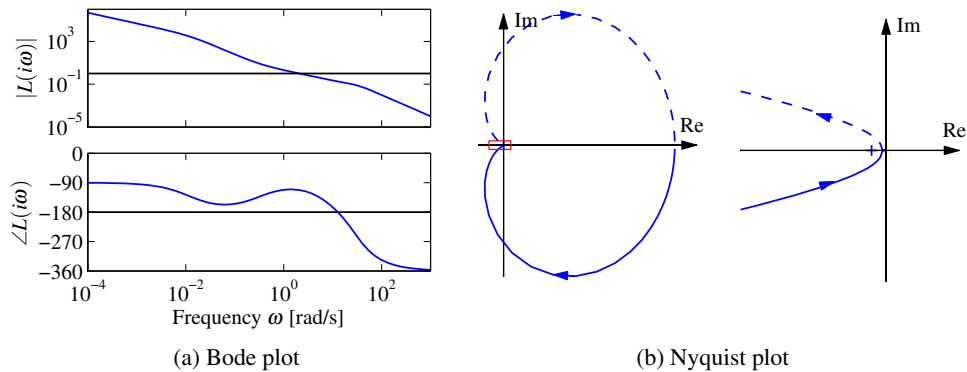 |L(iω)|
10^3
10^-1
10^-5
∠L(iω)
0
−90
−180
−270
−360
10^-4
10^-2
10^0
10^2
Frequency ω [rad/s]
(a) Bode plot
Im
Re
Im
Re
(b) Nyquist plot